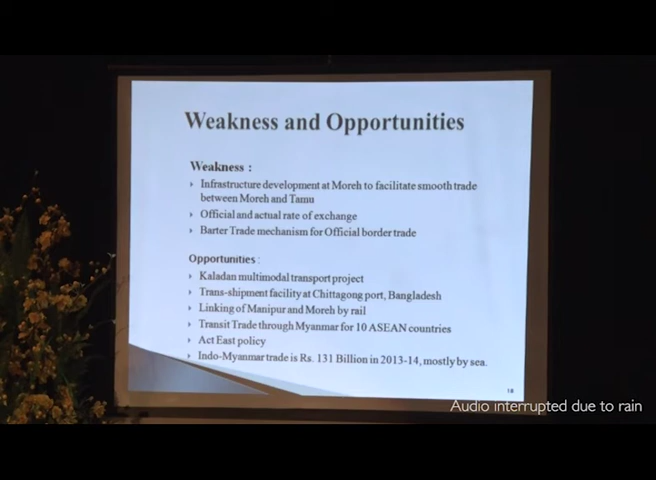 Weakness and Opportunities
Weakness :
Infrastructure development at Moreh to facilitate smooth trade
between Moreh and Tamu
Official and actual rate of exchange
Barter Trade mechanism for Official border trade
Opportunities :
Kaladan multimodal transport project
Trans-shipment facility at Chittagong port, Bangladesh
Linking of Manipur and Moreh by rail
Transit Trade through Myanmar for 10 ASEAN countries
Act East policy
Indo-Myanmar trade is Rs. 131 Billion in 2013-14, mostly by sea.
18
Audio interrupted due to rain